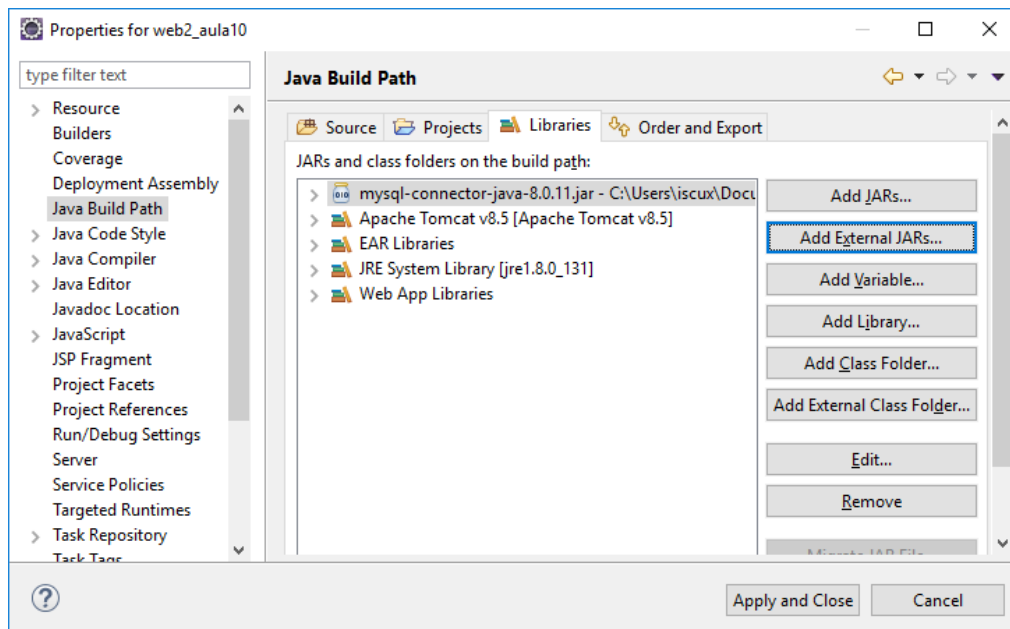 Properties for web2_aula10
type filter text
Resource
Builders
Coverage
Deployment Assembly
Java Build Path
Java Code Style
Java Compiler
Java Editor
Javadoc Location
JavaScript
JSP Fragment
Project Facets
Project References
Run/Debug Settings
Server
Service Policies
Targeted Runtimes
Task Repository
Task Tags
Java Build Path
Source
Projects
Libraries
Order and Export
JARs and class folders on the build path:
mysql-connector-java-8.0.11.jar - C:\Users\iscux\Docu
Apache Tomcat v8.5 [Apache Tomcat v8.5]
EAR Libraries
JRE System Library [jre1.8.0_131]
Web App Libraries
Add JARs...
Add External JARs...
Add Variable...
Add Library...
Add Class Folder...
Add External Class Folder...
Edit...
Remove
Migrate JAR File...
?
Apply and Close
Cancel